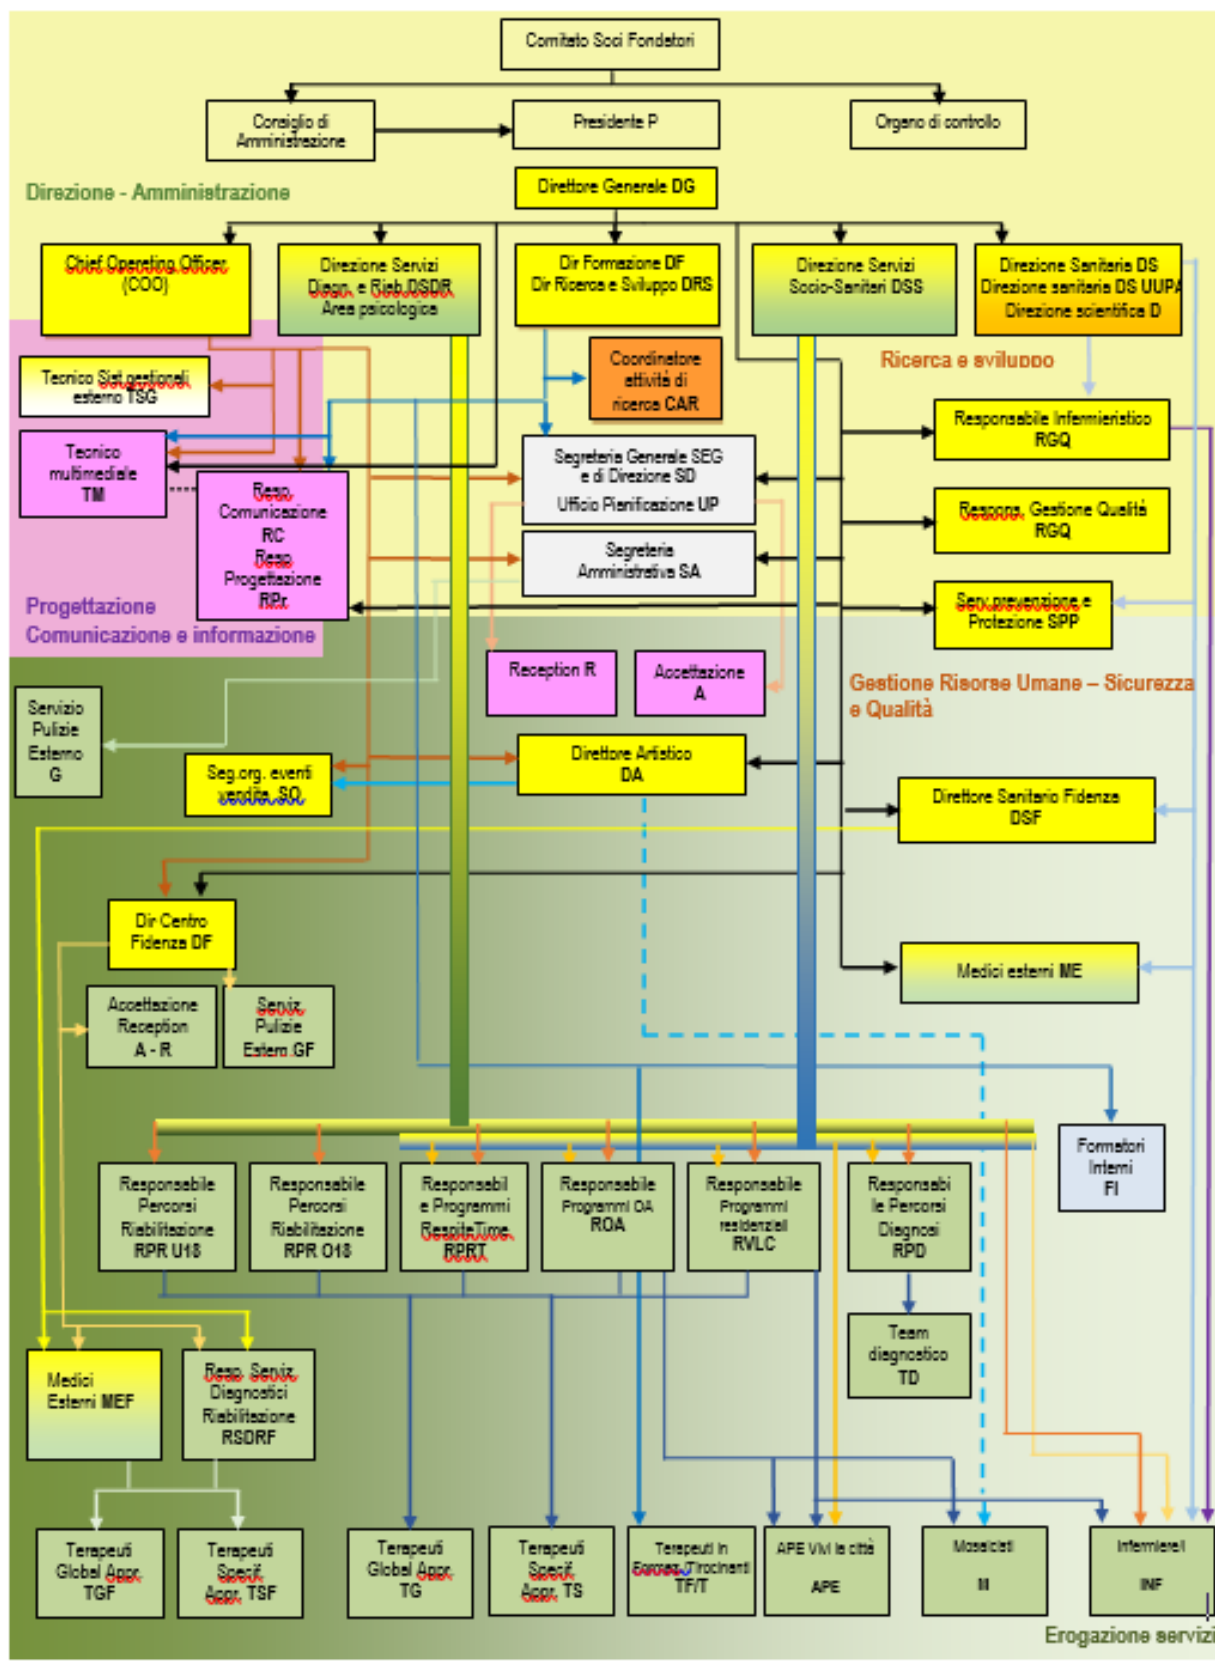 Comitato Soci Fondatori
Consiglio di
Amministrazione
Presidente P
Organo di controllo
Direzione - Amministrazione
Direttore Generale DG
Chief Operating Officer
(COO)
Direzione Servizi
Diagn. e Riab.DSDR
Area psicologica
Dir Formazione DF
Dir Ricerca e Sviluppo DRS
Direzione Servizi
Socio-Sanitari DSS
Direzione Sanitaria DS
Direzione sanitaria DS UUPA
Direzione scientifica D
Ricerca e sviluppo
Tecnico Sist.gestionali
esterno TSG
Coordinatore
attività di
ricerca CAR
Responsabile Infermieristico
RGQ
Tecnico
multimediale
TM
Segreteria Generale SEG
e di Direzione SD
Ufficio Pianificazione UP
Resp.
Comunicazione
RC
Resp
Progettazione
RPr
Respons. Gestione Qualità
RGQ
Segreteria
Amministrativa SA
Serv.prevenzione e
Protezione SPP
Progettazione
Comunicazione e informazione
Reception R
Accettazione
A
Gestione Risorse Umane – Sicurezza
e Qualità
Servizio
Pulizie
Esterno
G
Direttore Artistico
DA
Seg.org. eventi
vendite SO
Direttore Sanitario Fidenza
DSF
Dir Centro
Fidenza DF
Medici esterni ME
Accettazione
Reception
A - R
Serviz
Pulizie
Estern GF
Formatori
Interni
FI
Responsabile
Percorsi
Riabilitazione
RPR U18
Responsabile
Percorsi
Riabilitazione
RPR O18
Responsabil
e Programmi
RespiteTime
RPRT
Responsabile
Programmi OA
ROA
Responsabile
Programmi
residenziali
RVLC
Responsabi
le Percorsi
Diagnosi
RPD
Team
diagnostico
TD
Medici
Esterni MEF
Resp. Serviz
Diagnostici
Riabilitazione
RSDRF
Terapeuti
Global Appr.
TGF
Terapeuti
Specif.
Appr. TSF
Terapeuti
Global Appr.
TG
Terapeuti
Specif.
Appr. TS
Terapeuti in
Formaz./Tirocinanti
TF/T
APE Vivi la città
APE
Mosaicisti
M
Infermiere/i
INF
Erogazione servizi